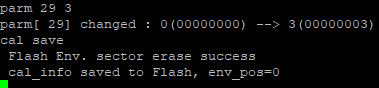 parm 29 3
parm[ 29] changed : 0(00000000) --> 3(00000003)
cal save
 Flash Env. sector erase success
 cal_info saved to Flash, env_pos=0